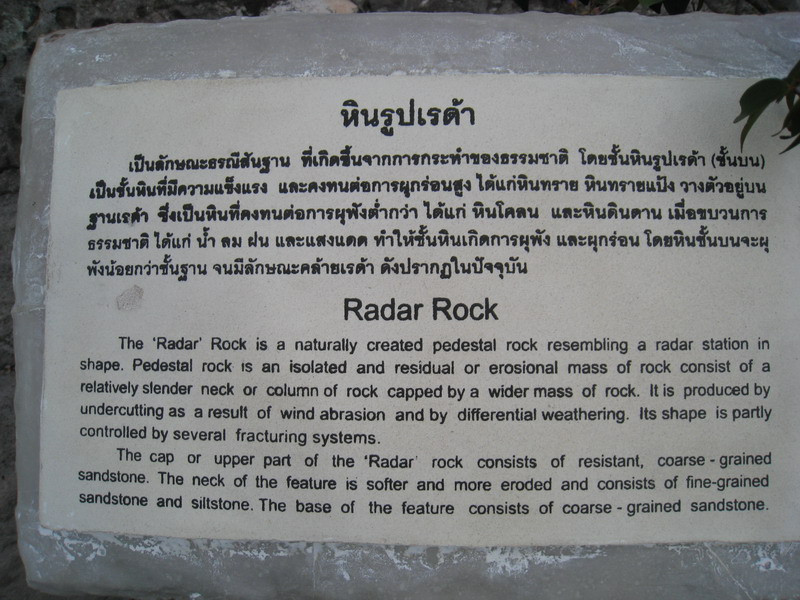 หินรูปเรด้า
เป็นลักษณะธรณีสันฐาน ที่เกิดขึ้นจากการกระทำของธรรมชาติ โดยชั้นหินรูปเรด้า (ชั้นบน)
เป็นชั้นหินที่มีความแข็งแรง และคงทนต่อการผุกร่อนสูง ได้แก่หินทราย หินทรายแป้ง วางตัวอยู่บน
ฐานเรด้า ซึ่งเป็นหินที่คงทนต่อการผุพังต่ำกว่า ได้แก่ หินโคลน และหินดินดาน เมื่อขบวนการ
ธรรมชาติ ได้แก่ น้ำ ลม ฝน และแสงแดด ทำให้ชั้นหินเกิดการผุพัง และผุกร่อน โดยหินชั้นบนจะผุ
พังน้อยกว่าชั้นฐาน จนมีลักษณะคล้ายเรด้า ดังปรากฏในปัจจุบัน
Radar Rock
The 'Radar' Rock is a naturally created pedestal rock resembling a radar station in
shape. Pedestal rock is an isolated and residual or erosional mass of rock consist of a
relatively slender neck or column of rock capped by a wider mass of rock. It is produced by
undercutting as a result of wind abrasion and by differential weathering. Its shape is partly
controlled by several fracturing systems.
The cap or upper part of the 'Radar' rock consists of resistant, coarse - grained
sandstone. The neck of the feature is softer and more eroded and consists of fine-grained
sandstone and siltstone. The base of the feature consists of coarse - grained sandstone.